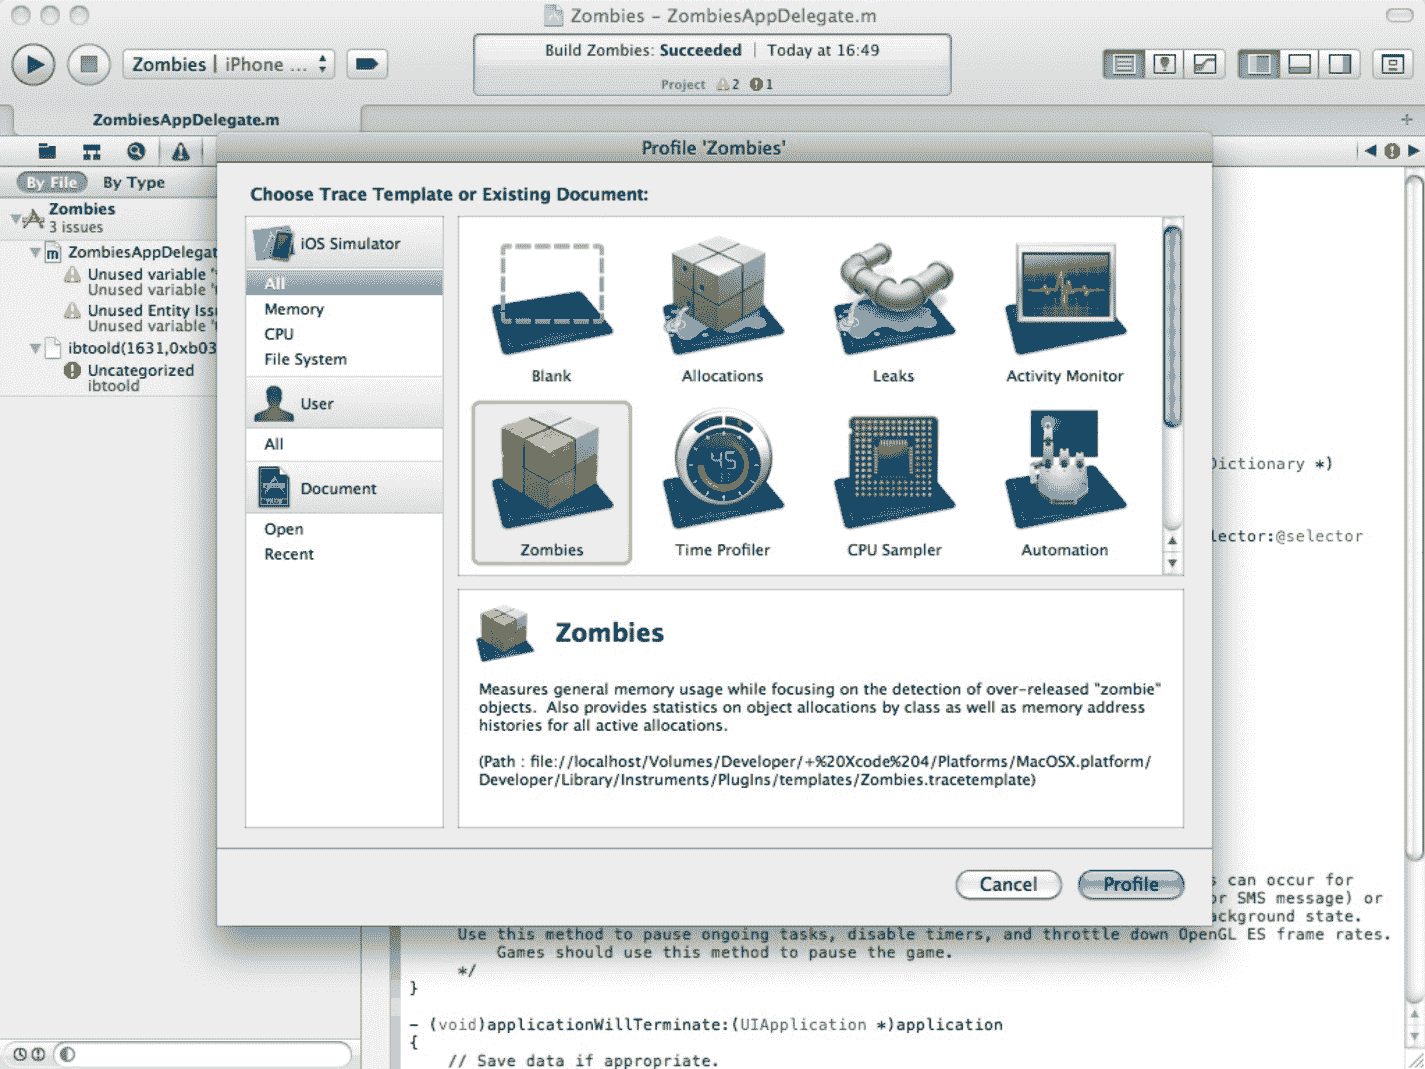 Zombies – ZombiesAppDelegate.m
Zombies | iPhone ...
Build Zombies: Succeeded | Today at 16:49
Project 2 1
ZombiesAppDelegate.m
By File By Type
Zombies
3 issues
ZombiesAppDelegat
Unused variable '
Unused variable '
Unused Entity Iss
Unused variable '
ibtoold(1631,0xb03
Uncategorized
ibtoold
Profile 'Zombies'
Choose Trace Template or Existing Document:
iOS Simulator
All
Memory
CPU
File System
User
All
Document
Open
Recent
Blank
Allocations
Leaks
Activity Monitor
Zombies
45
Time Profiler
CPU Sampler
Automation
Zombies
Measures general memory usage while focusing on the detection of over-released "zombie"
objects. Also provides statistics on object allocations by class as well as memory address
histories for all active allocations.
(Path : file://localhost/Volumes/Developer/+%20Xcode%204/Platforms/MacOSX.platform/
Developer/Library/Instruments/PlugIns/templates/Zombies.tracetemplate)
Cancel
Profile
Dictionary *)
lector:@selector
s can occur for
or SMS message) or
ackground state.
Use this method to pause ongoing tasks, disable timers, and throttle down OpenGL ES frame rates.
Games should use this method to pause the game.
*/
}
- (void)applicationWillTerminate:(UIApplication *)application
{
// Save data if appropriate.